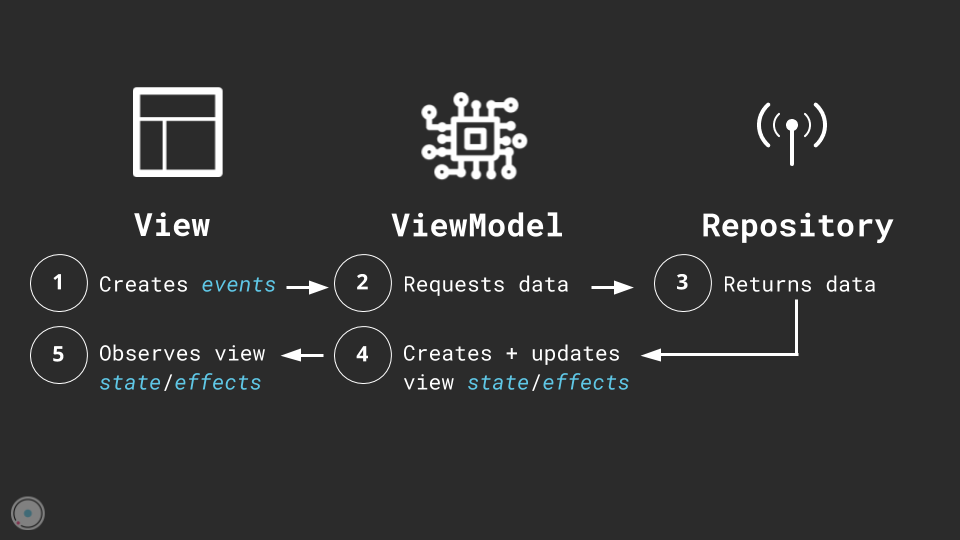 View
ViewModel
Repository
1
Creates events
2
Requests data
3
Returns data
5
Observes view
state/effects
4
Creates + updates
view state/effects